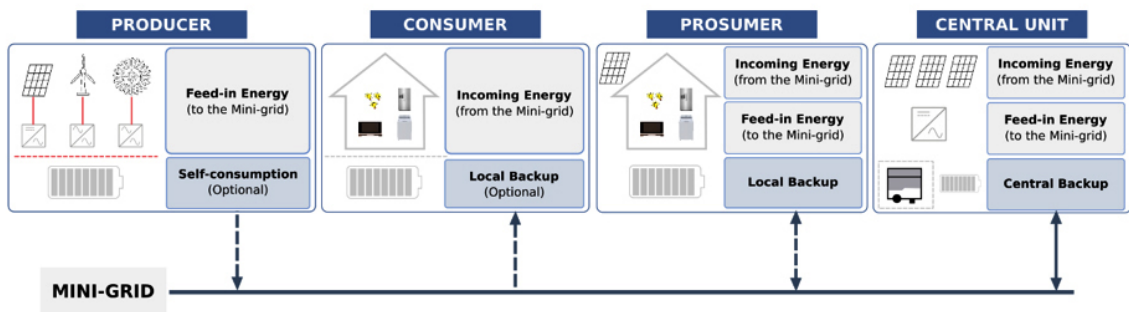 PRODUCER
CONSUMER
PROSUMER
CENTRAL UNIT
Feed-in Energy
(to the Mini-grid)
Self-consumption
(Optional)
Incoming Energy
(from the Mini-grid)
Local Backup
(Optional)
Incoming Energy
(from the Mini-grid)
Feed-in Energy
(to the Mini-grid)
Local Backup
Incoming Energy
(from the Mini-grid)
Feed-in Energy
(to the Mini-grid)
Central Backup
MINI-GRID